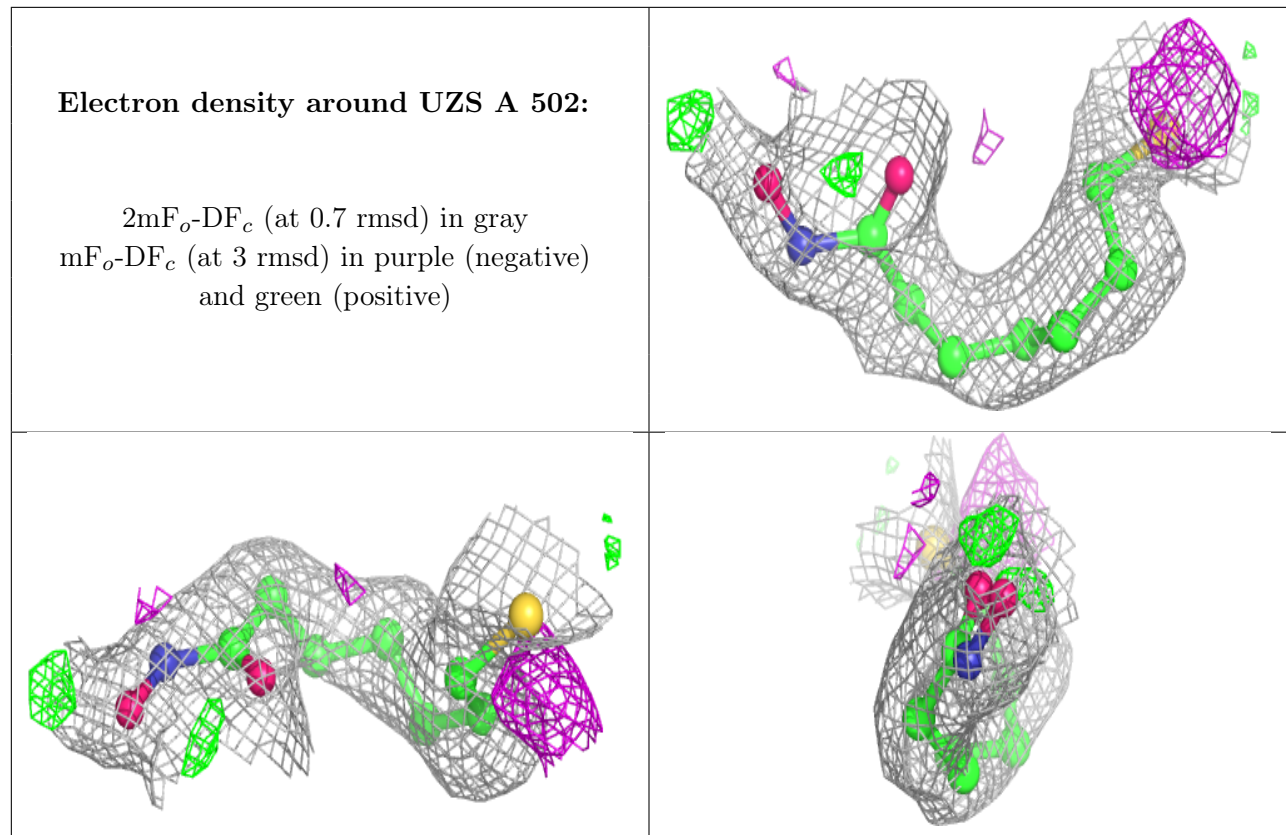 Electron density around UZS A 502:
2mFo-DFc (at 0.7 rmsd) in gray
mFo-DFc (at 3 rmsd) in purple (negative)
and green (positive)